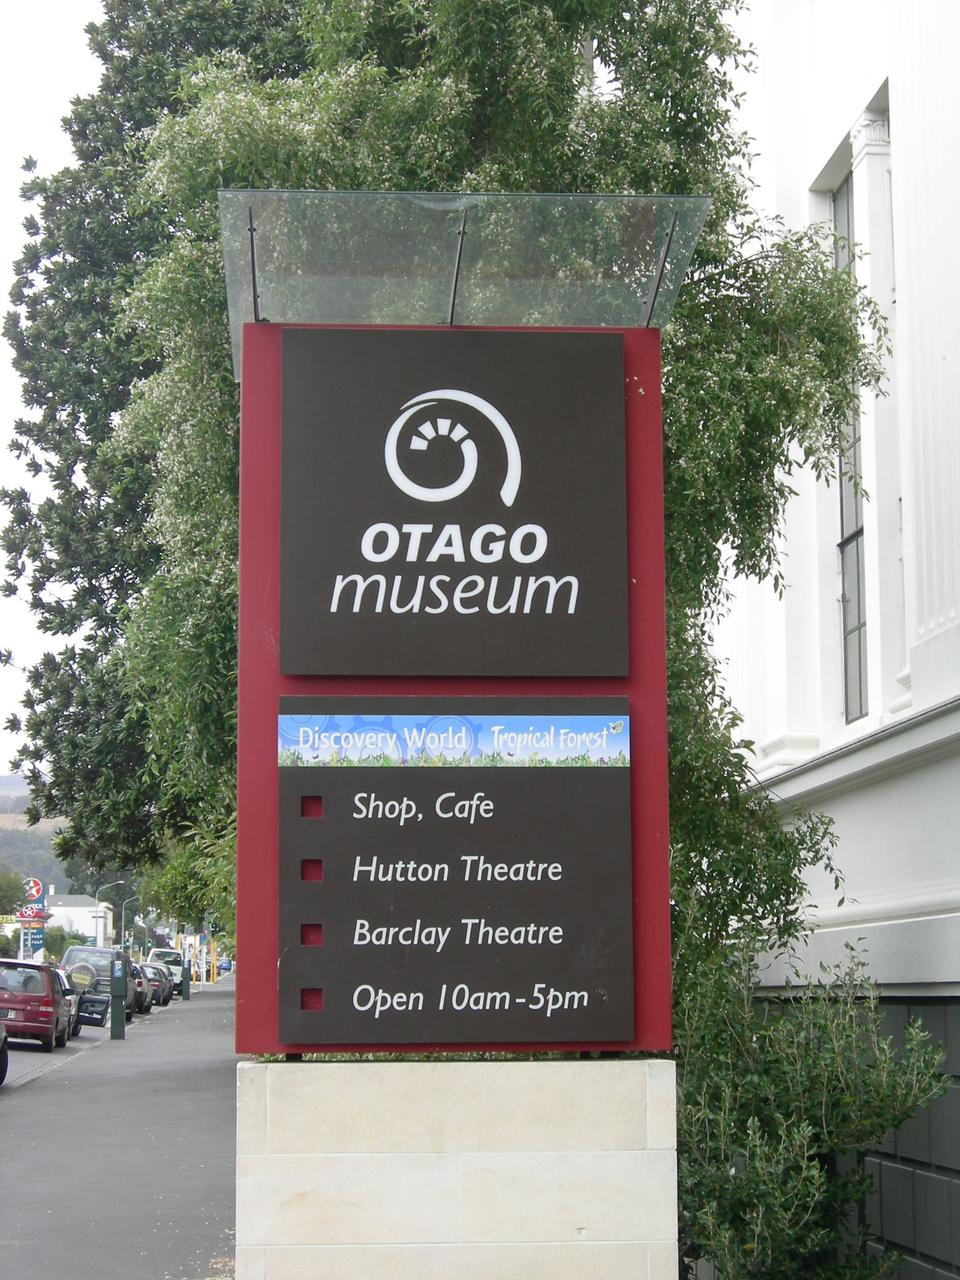 OTAGO
museum
Discovery World Tropical Forest
Shop, Cafe
Hutton Theatre
Barclay Theatre
Open 10am-5pm